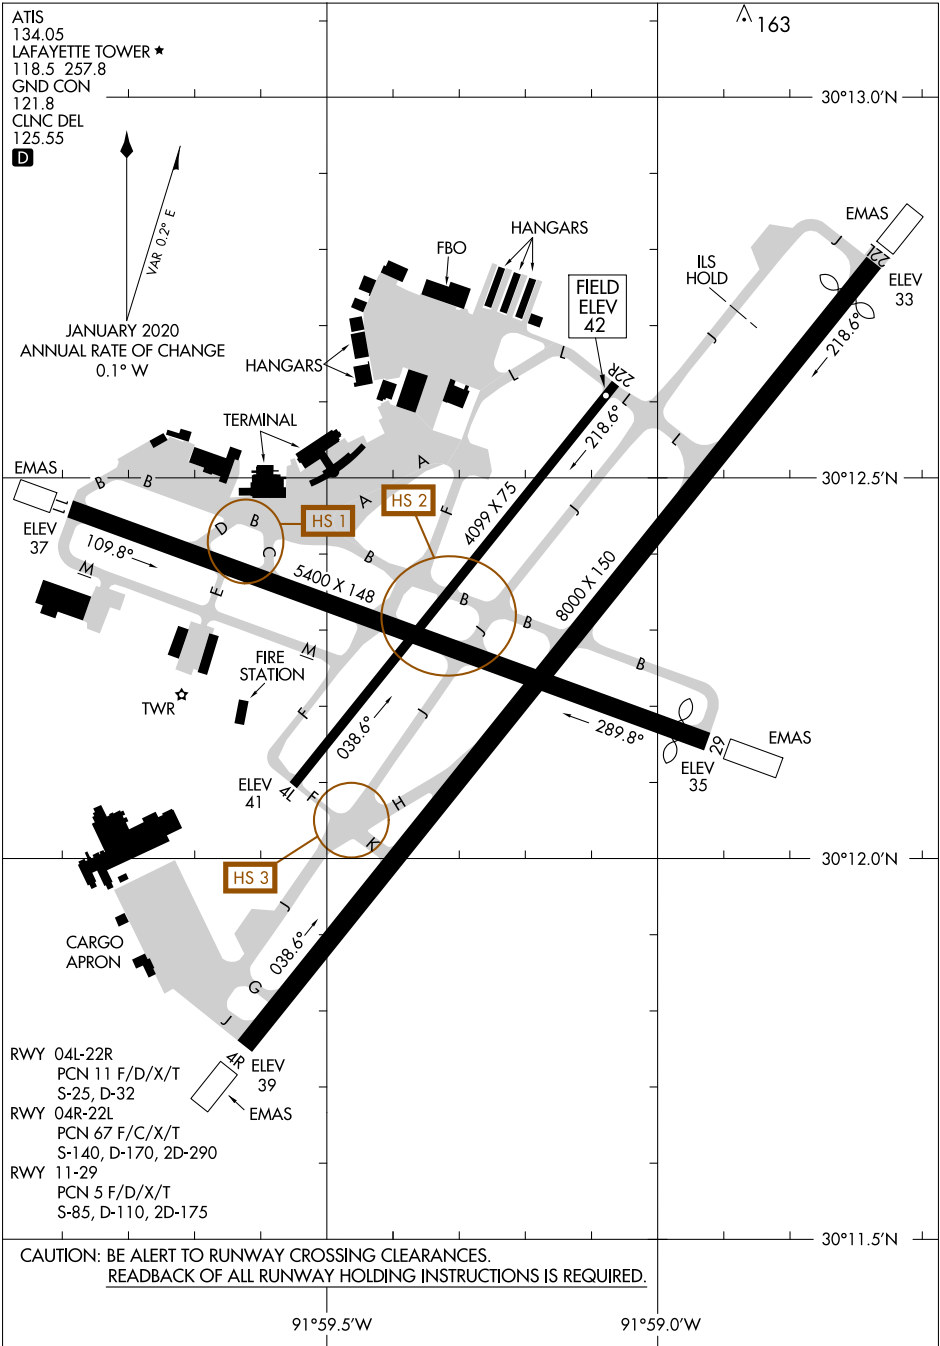 ATIS
134.05
LAFAYETTE TOWER
118.5 257.8
GND CON
121.8
CLNC DEL
125.55
D
163
30°13.0'N
VAR 0.2° E
JANUARY 2020
ANNUAL RATE OF CHANGE
0.1° W
EMAS
J
22L
ELEV
33
218.6°
ILS
HOLD
J
HANGARS
FBO
FIELD
ELEV
42
HANGARS
L
L
22R
L
L
218.6°
TERMINAL
A
A
EMAS
B
B
11
ELEV
37
109.8°
D
B
C
HS 1
HS 2
F
4099 X 75
J
30°12.5'N
8000 X 150
M
E
5400 X 148
B
B
J
B
B
M
FIRE
STATION
TWR
F
038.6°
J
289.8°
29
ELEV
35
EMAS
ELEV
41
4L
F
H
K
HS 3
30°12.0'N
CARGO
APRON
J
038.6°
G
J
4R
ELEV
39
EMAS
RWY 04L-22R
PCN 11 F/D/X/T
S-25, D-32
RWY 04R-22L
PCN 67 F/C/X/T
S-140, D-170, 2D-290
RWY 11-29
PCN 5 F/D/X/T
S-85, D-110, 2D-175
30°11.5'N
CAUTION: BE ALERT TO RUNWAY CROSSING CLEARANCES.
READBACK OF ALL RUNWAY HOLDING INSTRUCTIONS IS REQUIRED.
91°59.5'W
91°59.0'W